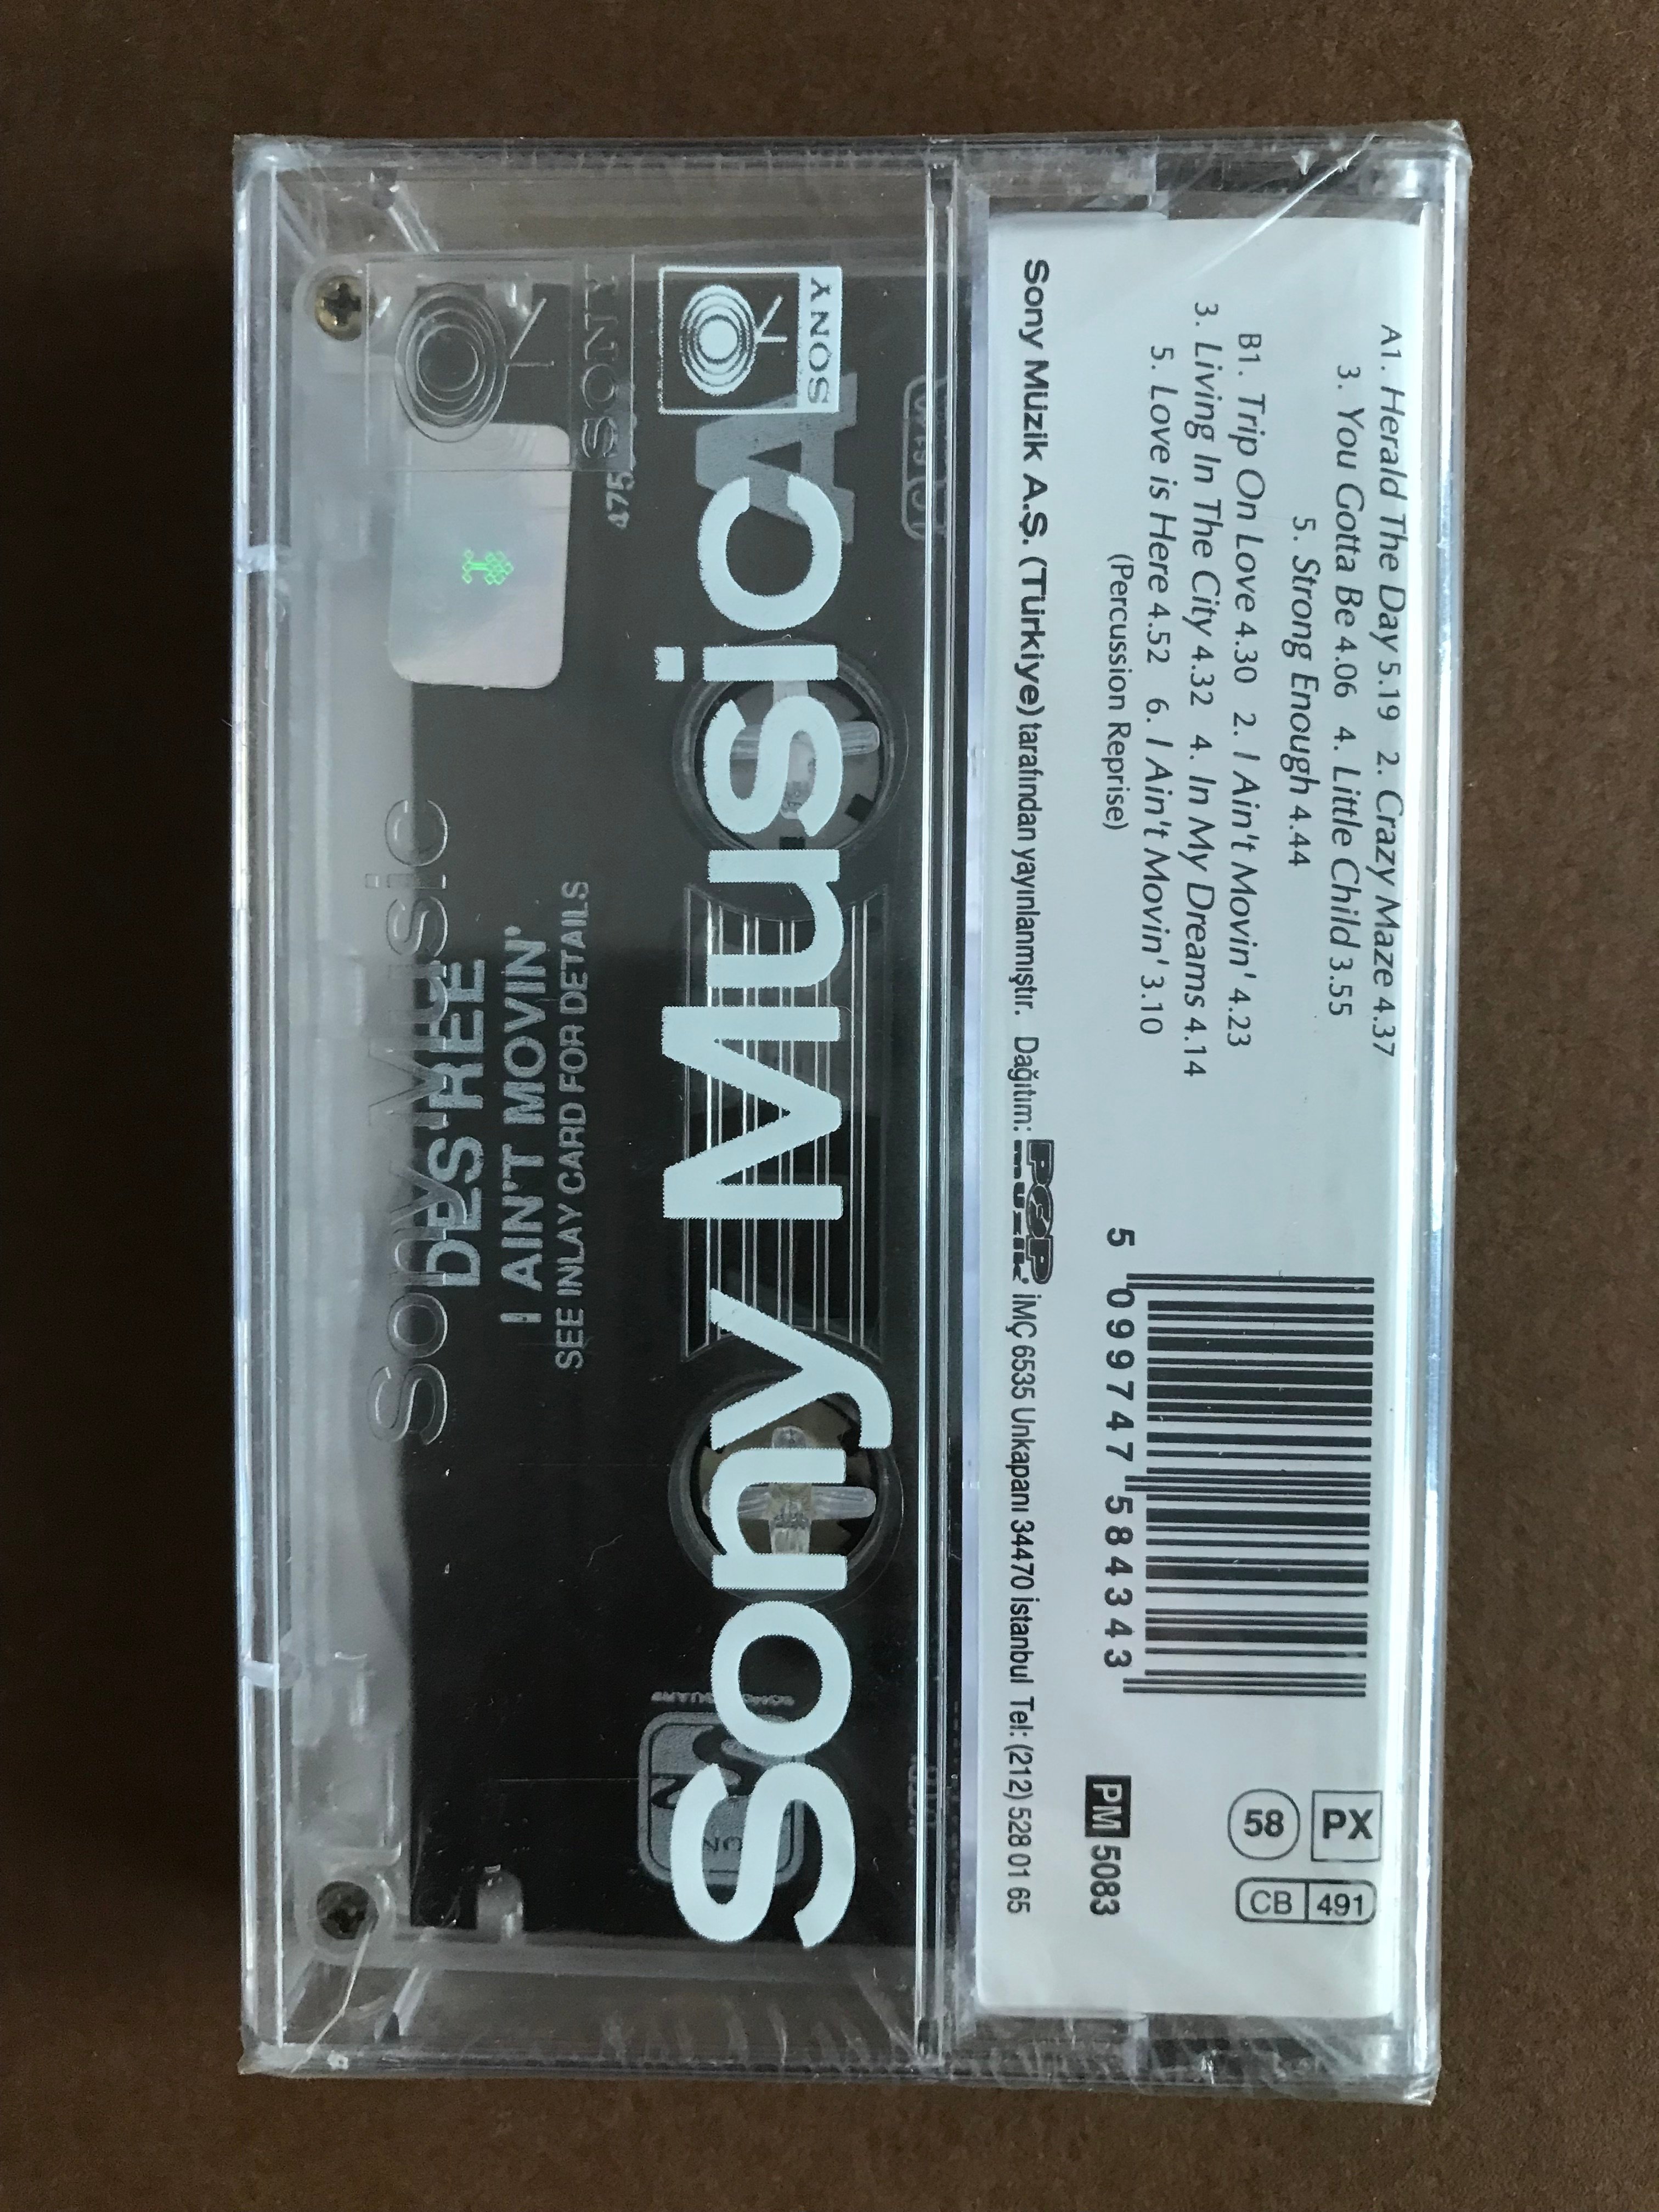 A1. Herald The Day 5.19 2. Crazy Maze 4.37
3. You Gotta Be 4.06 4. Little Child 3.55
5. Strong Enough 4.44
B1. Trip On Love 4.30 2. I Ain't Movin' 4.23
3. Living In The City 4.32 4. In My Dreams 4.14
5. Love is Here 4.52 6. I Ain't Movin' 3.10
(Percussion Reprise)
5 099747 584343
PX
58
CB 491
PM 5083
Sony Müzik A.Ş. (Türkiye) tarafından yayınlanmıştır. Dağıtım: POP müzik İMÇ 6535 Unkapanı 34470 İstanbul Tel: (212) 528 01 65
SONY
Sony Music
A
SONY
Sony Music
DES'REE
I AIN'T MOVIN'
SEE INLAY CARD FOR DETAILS